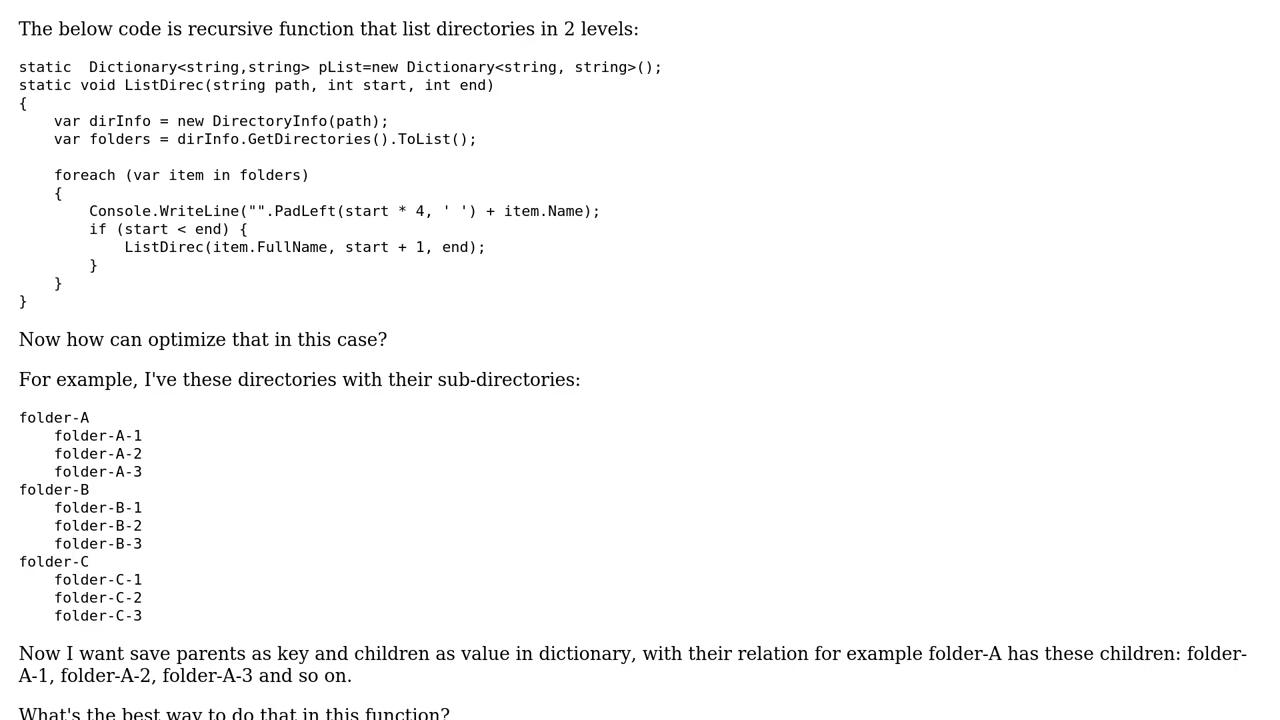 The below code is recursive function that list directories in 2 levels:
static  Dictionary<string,string> pList=new Dictionary<string, string>();
static void ListDirec(string path, int start, int end)
{
    var dirInfo = new DirectoryInfo(path);
    var folders = dirInfo.GetDirectories().ToList();

    foreach (var item in folders)
    {
        Console.WriteLine("".PadLeft(start * 4, ' ') + item.Name);
        if (start < end) {
            ListDirec(item.FullName, start + 1, end);
        }
    }
}
Now how can optimize that in this case?
For example, I've these directories with their sub-directories:
folder-A
    folder-A-1
    folder-A-2
    folder-A-3
folder-B
    folder-B-1
    folder-B-2
    folder-B-3
folder-C
    folder-C-1
    folder-C-2
    folder-C-3
Now I want save parents as key and children as value in dictionary, with their relation for example folder-A has these children: folder-
A-1, folder-A-2, folder-A-3 and so on.
What's the best way to do that in this function?